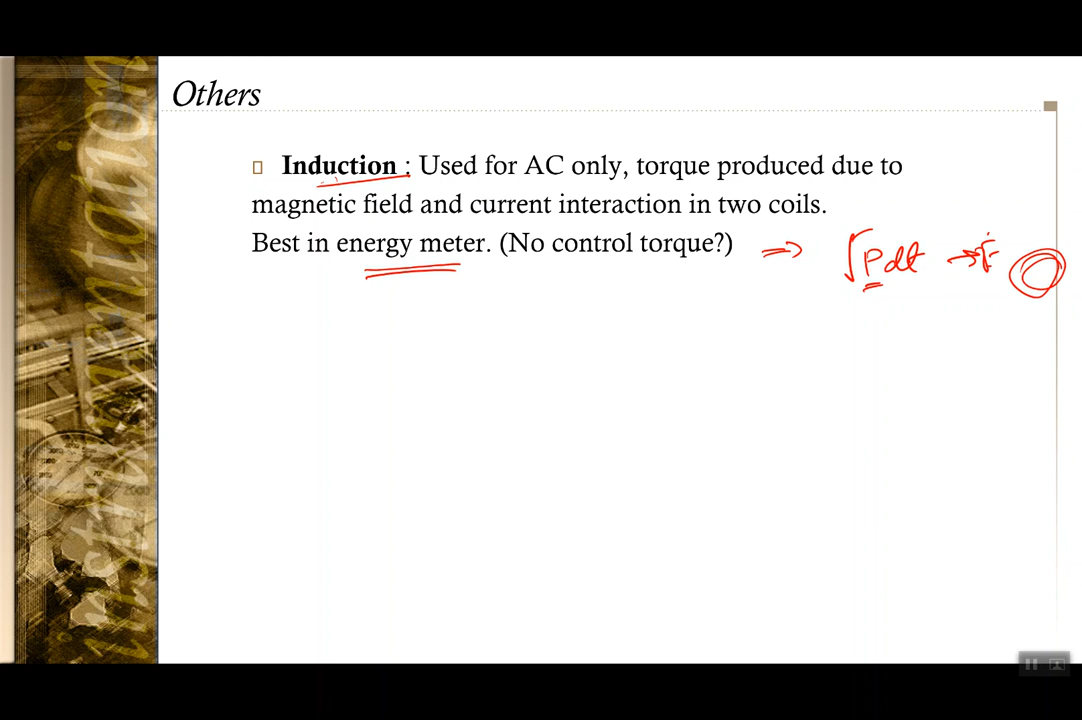 Others
Induction : Used for AC only, torque produced due to
magnetic field and current interaction in two coils.
Best in energy meter. (No control torque?) ⇒ ∫Pdt →
instrumentation